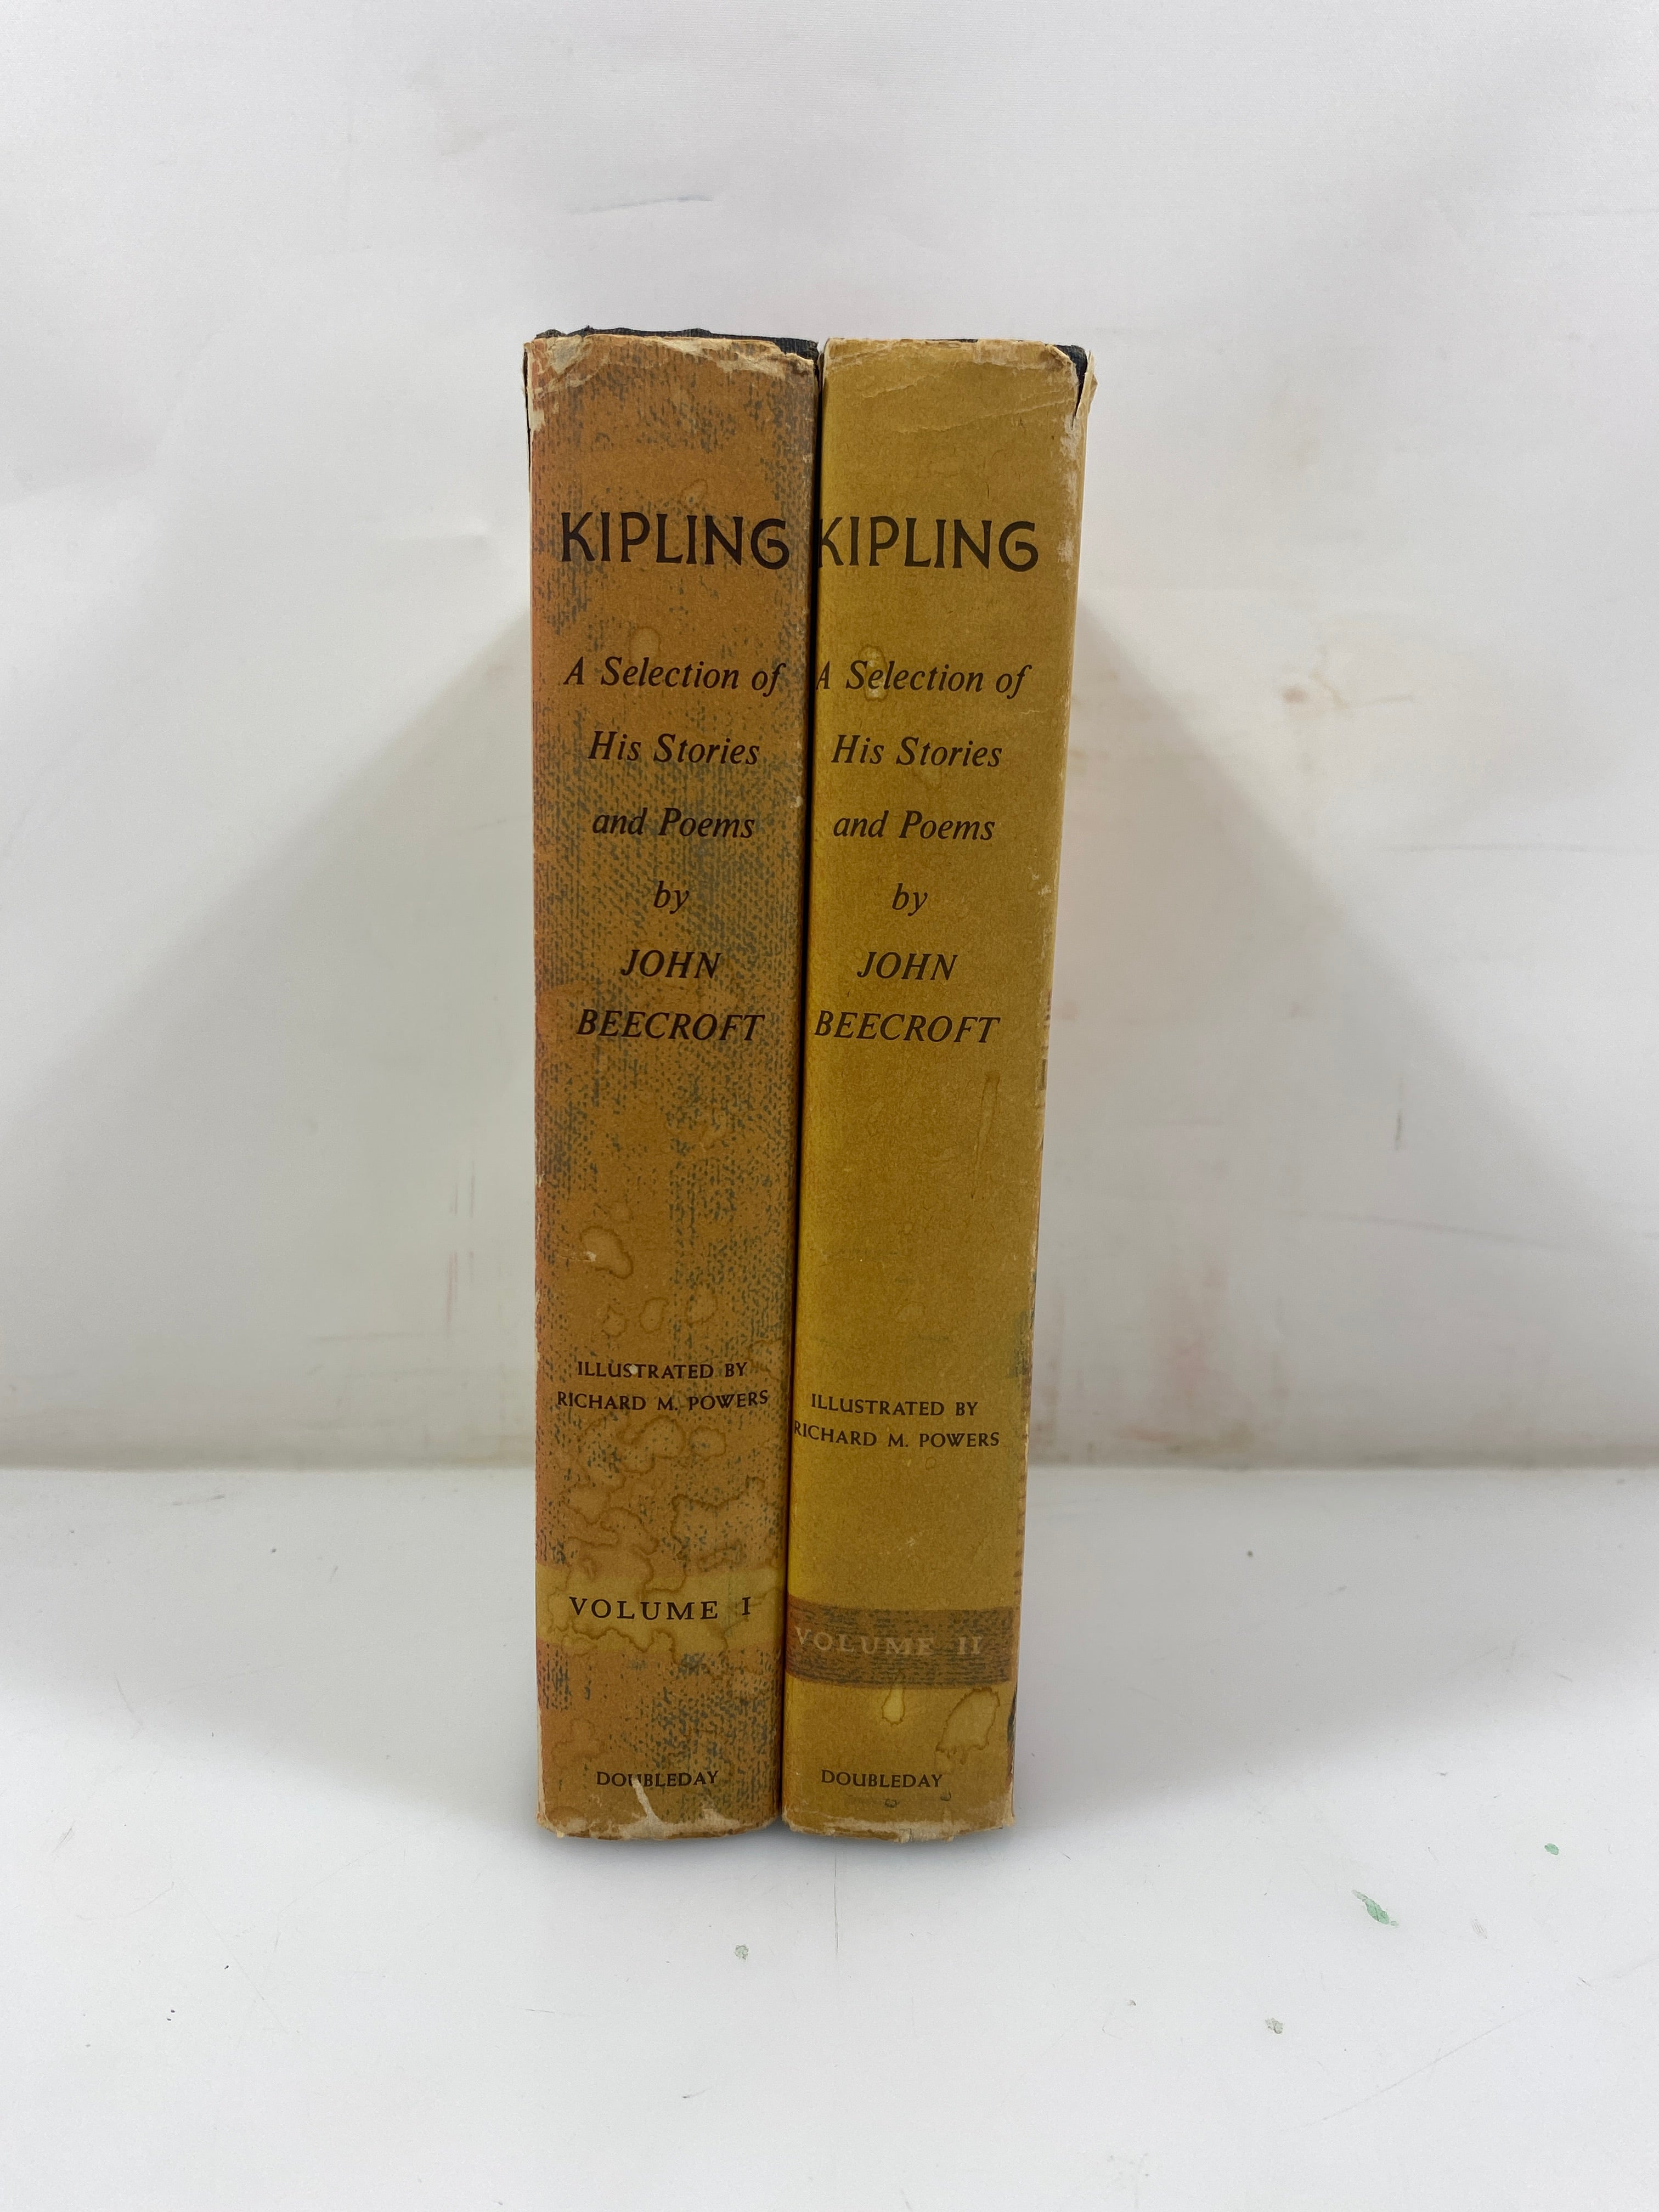 KIPLING
A Selection of
His Stories
and Poems
by
JOHN
BEECROFT
ILLUSTRATED BY
RICHARD M. POWERS
VOLUME I
DOUBLEDAY
KIPLING
A Selection of
His Stories
and Poems
by
JOHN
BEECROFT
ILLUSTRATED BY
RICHARD M. POWERS
VOLUME II
DOUBLEDAY